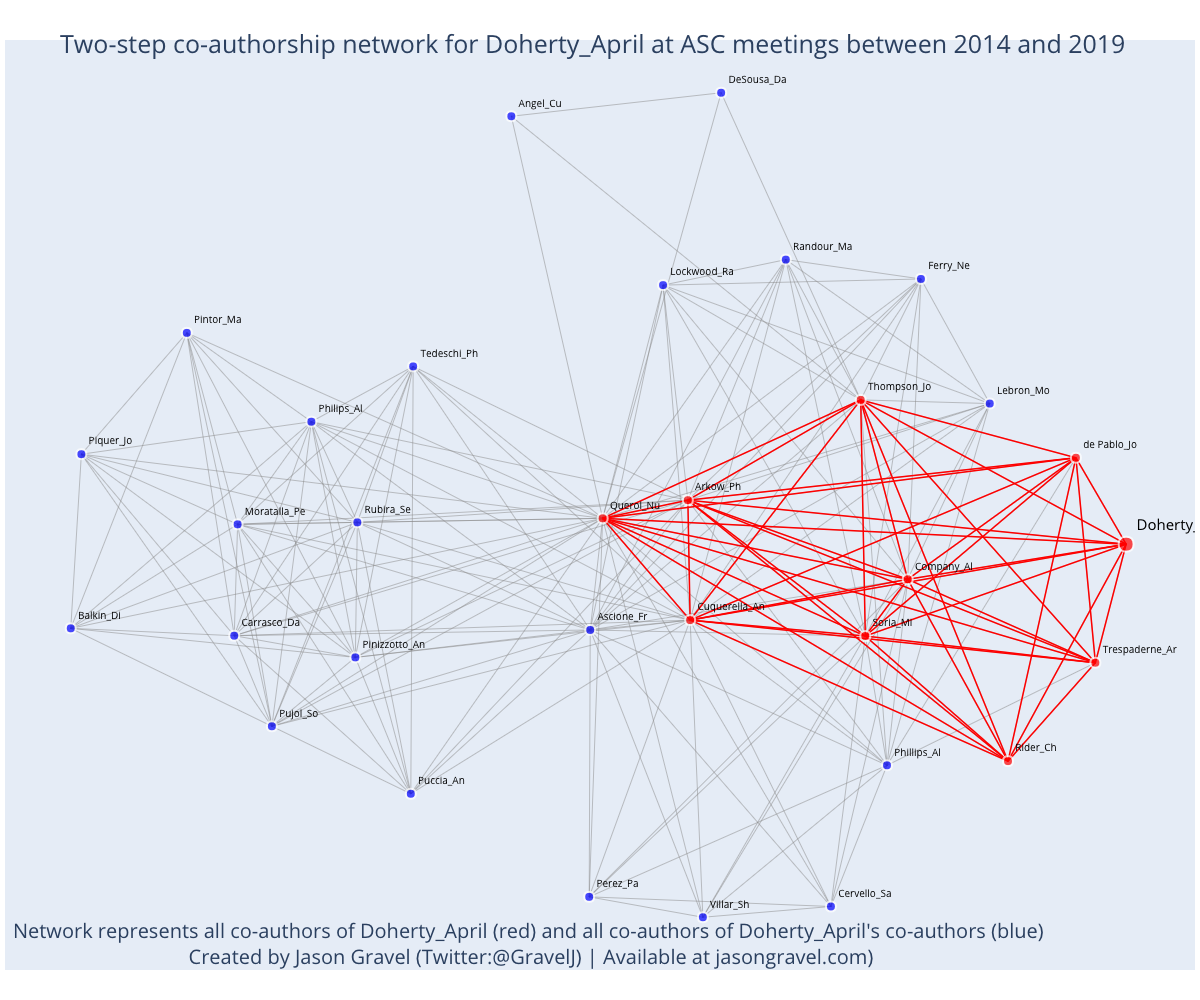 Two-step co-authorship network for Doherty_April at ASC meetings between 2014 and 2019
DeSousa_Da
Angel_Cu
Randour_Ma
Ferry_Ne
Lockwood_Ra
Pintor_Ma
Tedeschi_Ph
Thompson_Jo
Lebron_Mo
Philips_Al
Piquer_Jo
de Pablo_Jo
Arkow_Ph
Querol_Nu
Rubira_Se
Moratalla_Pe
Doherty_
Company_Al
Cuquerella_An
Balkin_Di
Ascione_Fr
Carrasco_Da
Soria_Mi
Pinizzotto_An
Trespaderne_Ar
Pujol_So
Rider_Ch
Phillips_Al
Puccia_An
Perez_Pa
Cervello_Sa
Villar_Sh
Network represents all co-authors of Doherty_April (red) and all co-authors of Doherty_April's co-authors (blue)
Created by Jason Gravel (Twitter:@GravelJ) | Available at jasongravel.com)